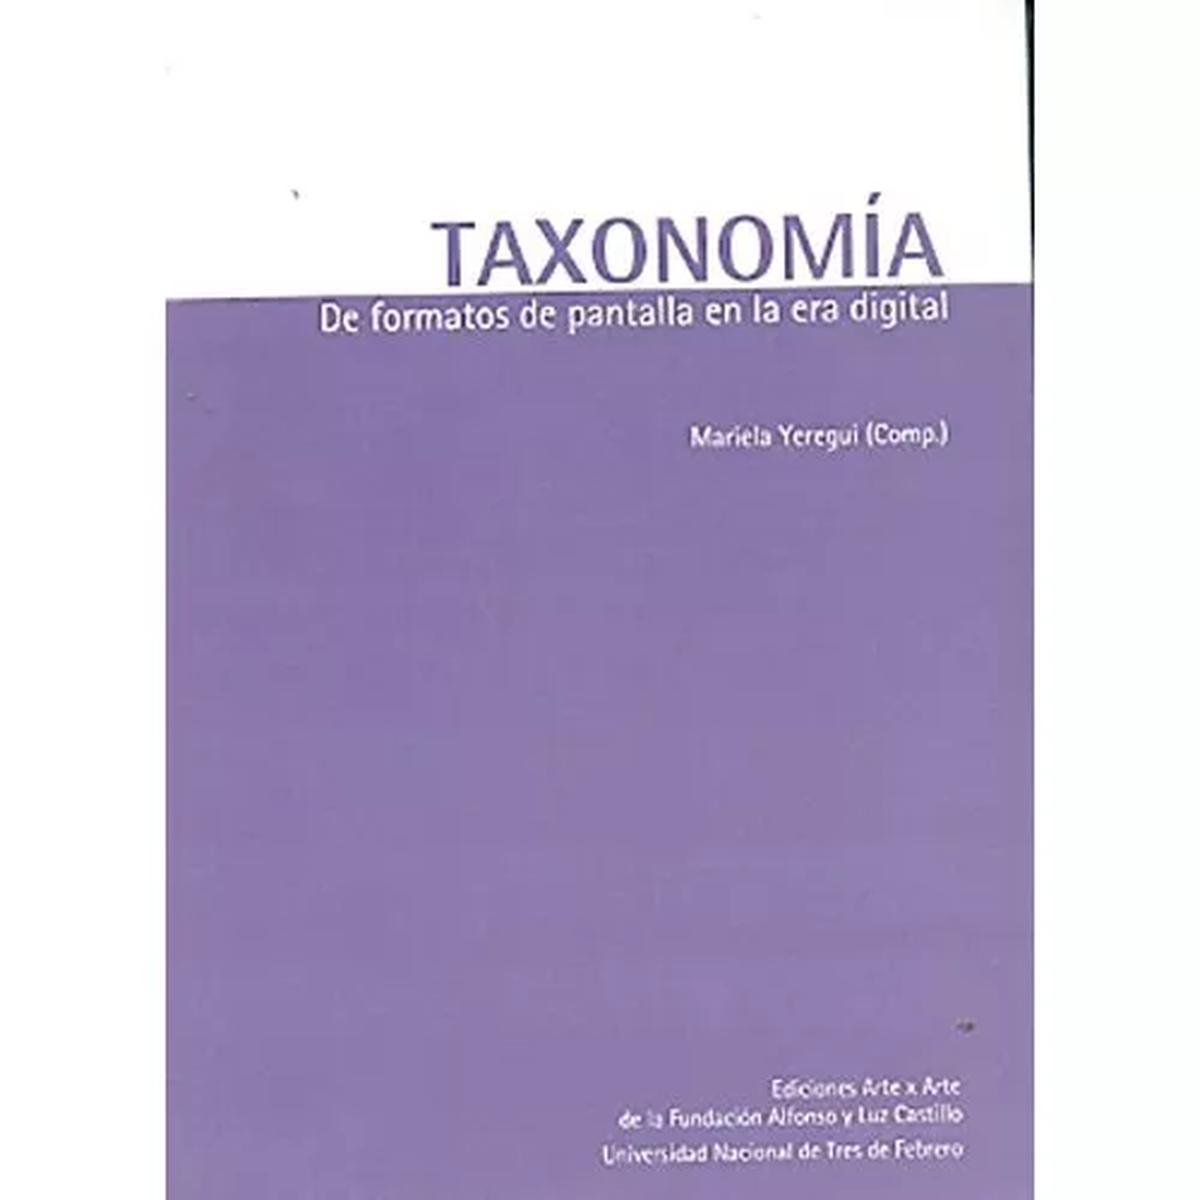 TAXONOMÍA
De formatos de pantalla en la era digital
Mariela Yeregui (Comp.)
Ediciones Arte x Arte
de la Fundación Alfonso y Luz Castillo
Universidad Nacional de Tres de Febrero